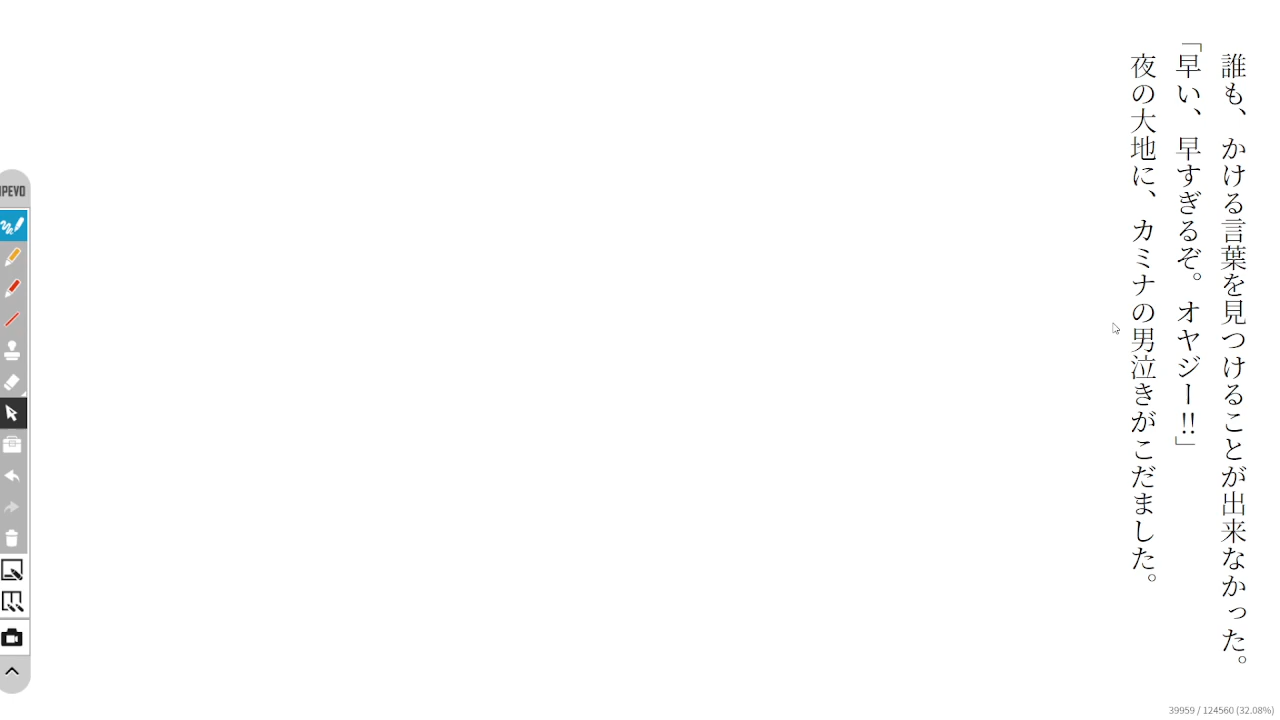 誰も、かける言葉を見つけることが出来なかった。
「早い、早すぎるぞ。オヤジー!!」
夜の大地に、カミナの男泣きがこだました。
IPEVO
39959 / 124560 (32.08%)